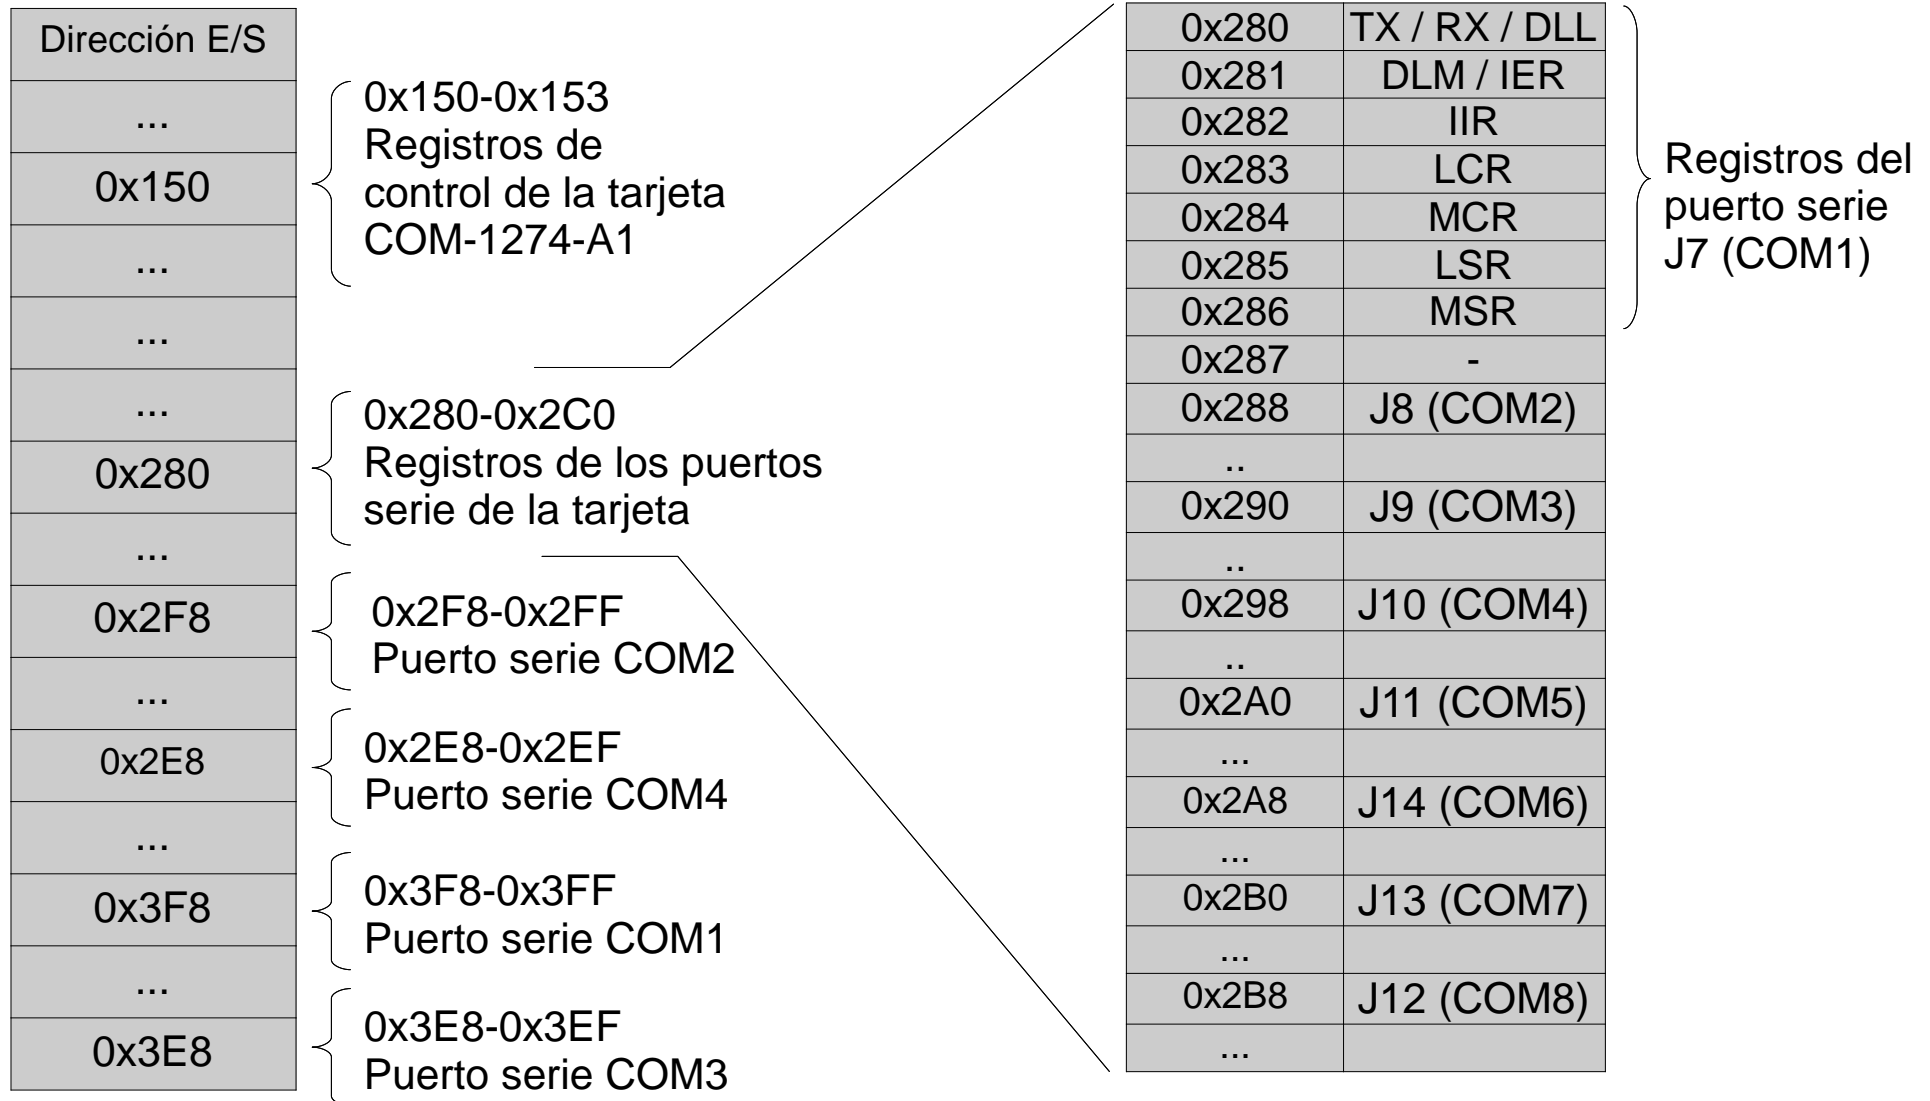 Dirección E/S
...
0x150
...
...
...
0x280
...
0x2F8
...
0x2E8
...
0x3F8
...
0x3E8
0x150-0x153
Registros de
control de la tarjeta
COM-1274-A1
0x280-0x2C0
Registros de los puertos
serie de la tarjeta
0x2F8-0x2FF
Puerto serie COM2
0x2E8-0x2EF
Puerto serie COM4
0x3F8-0x3FF
Puerto serie COM1
0x3E8-0x3EF
Puerto serie COM3
0x280 TX / RX / DLL
0x281 DLM / IER
0x282 IIR
0x283 LCR
0x284 MCR
0x285 LSR
0x286 MSR
0x287 -
0x288 J8 (COM2)
..
0x290 J9 (COM3)
..
0x298 J10 (COM4)
..
0x2A0 J11 (COM5)
...
0x2A8 J14 (COM6)
...
0x2B0 J13 (COM7)
...
0x2B8 J12 (COM8)
...
Registros del
puerto serie
J7 (COM1)